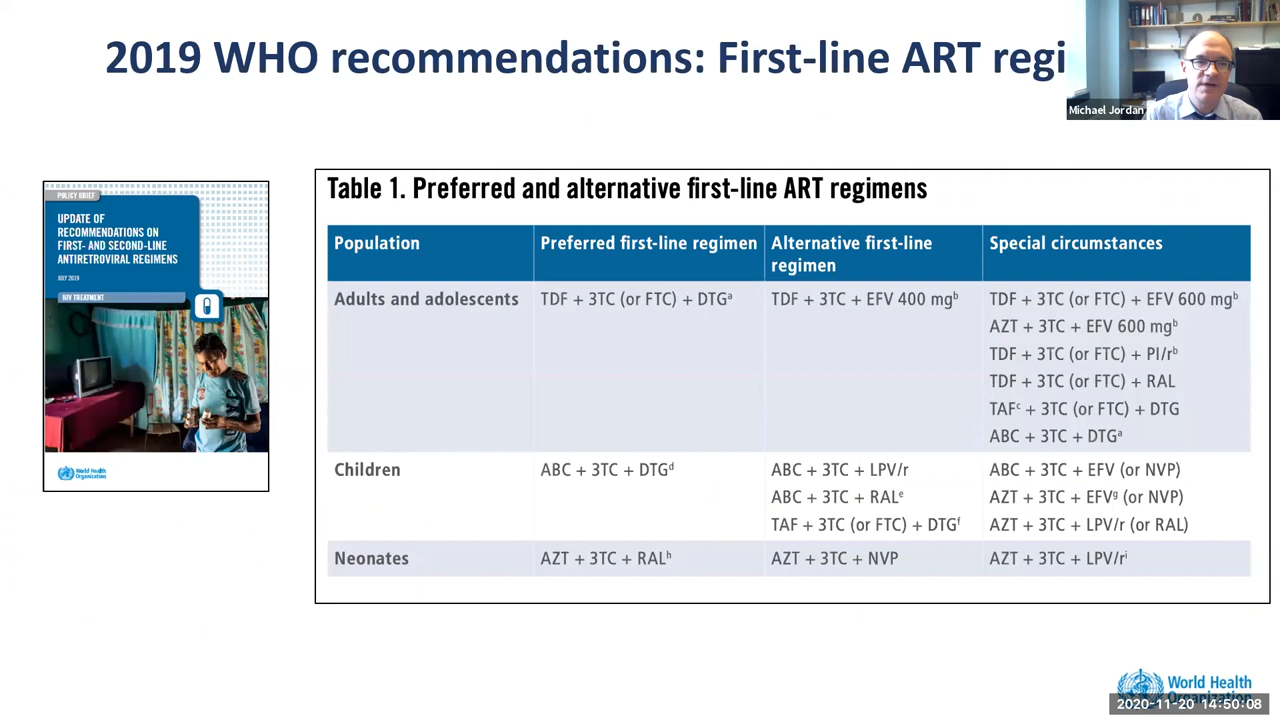 2019 WHO recommendations: First-line ART regi
Michael Jordan
POLICY BRIEF
UPDATE OF
RECOMMENDATIONS ON
FIRST- AND SECOND-LINE
ANTIRETROVIRAL REGIMENS
JULY 2019
HIV TREATMENT
World Health
Organization
Table 1. Preferred and alternative first-line ART regimens
Population
Preferred first-line regimen
Alternative first-line
regimen
Special circumstances
Adults and adolescents
TDF + 3TC (or FTC) + DTGᵃ
TDF + 3TC + EFV 400 mgᵇ
TDF + 3TC (or FTC) + EFV 600 mgᵇ
AZT + 3TC + EFV 600 mgᵇ
TDF + 3TC (or FTC) + PI/rᵇ
TDF + 3TC (or FTC) + RAL
TAFᶜ + 3TC (or FTC) + DTG
ABC + 3TC + DTGᵃ
Children
ABC + 3TC + DTGᵈ
ABC + 3TC + LPV/r
ABC + 3TC + RALᵉ
TAF + 3TC (or FTC) + DTGᶠ
ABC + 3TC + EFV (or NVP)
AZT + 3TC + EFVᵍ (or NVP)
AZT + 3TC + LPV/r (or RAL)
Neonates
AZT + 3TC + RALʰ
AZT + 3TC + NVP
AZT + 3TC + LPV/rⁱ
World Health
Organization
2020-11-20 14:50:08